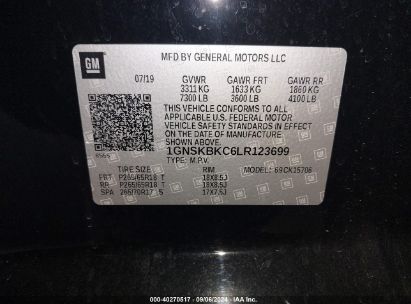 GM
MFD BY GENERAL MOTORS LLC
07/19 GVWR GAWR FRT GAWR RR
3311 KG 1633 KG 1860 KG
7300 LB 3600 LB 4100 LB
THIS VEHICLE CONFORMS TO ALL
APPLICABLE U.S. FEDERAL MOTOR
VEHICLE SAFETY STANDARDS IN EFFECT
ON THE DATE OF MANUFACTURE
SHOWN ABOVE.
1GNSKBKC6LR123699
TYPE: M.P.V.
TIRE SIZE RIM MODEL:
FRT P265/65R18 T 18X8.5J
RR P265/65R18 T 18X8.5J
SPA
000-40270517 - 09/06/2024 - IAA Inc.